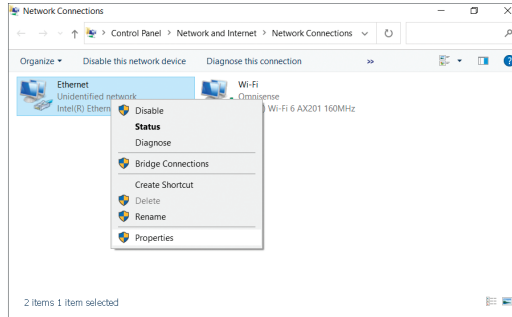 Network Connections
Control Panel > Network and Internet > Network Connections
Organize Disable this network device Diagnose this connection »
Ethernet
Unidentified network
Intel(R) Ethern
Wi-Fi
Omnisense
) Wi-Fi 6 AX201 160MHz
Disable
Status
Diagnose
Bridge Connections
Create Shortcut
Delete
Rename
Properties
2 items 1 item selected